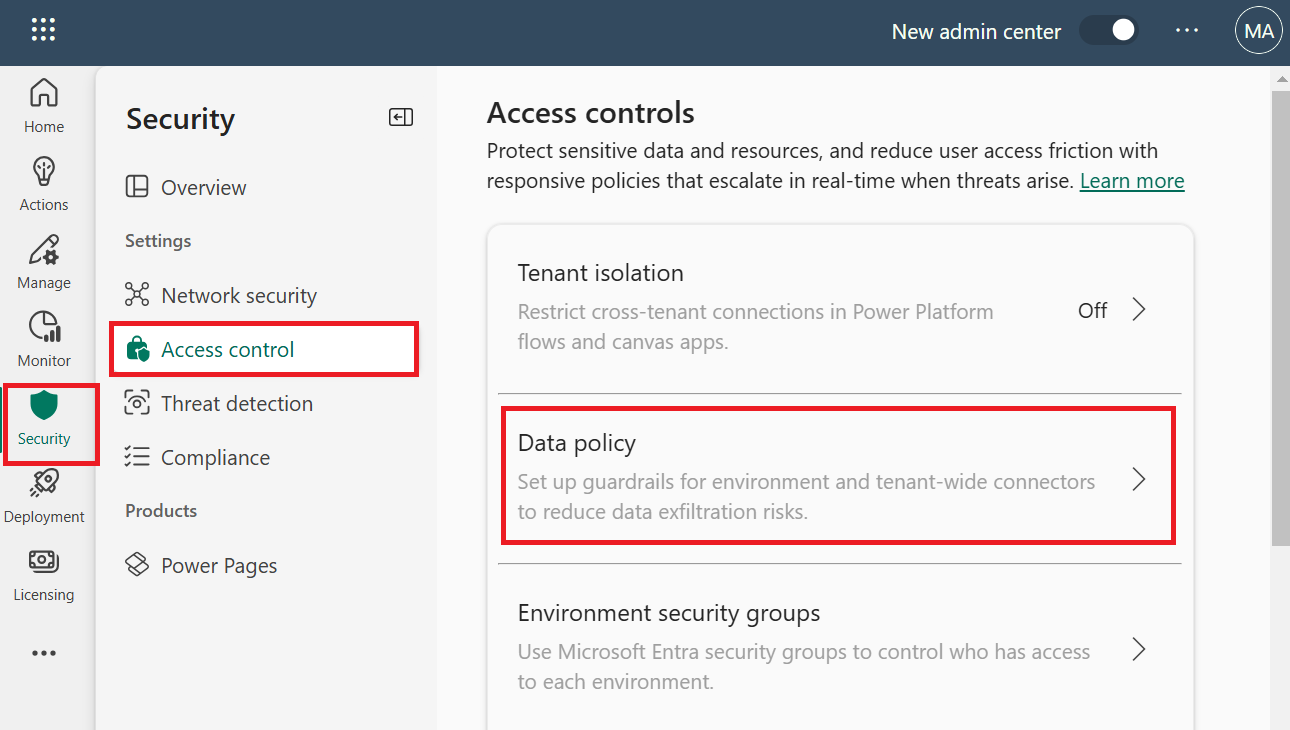 New admin center
MA
Home
Actions
Manage
Monitor
Security
Deployment
Licensing
Security
Overview
Settings
Network security
Access control
Threat detection
Compliance
Products
Power Pages
Access controls
Protect sensitive data and resources, and reduce user access friction with
responsive policies that escalate in real-time when threats arise. Learn more
Tenant isolation
Restrict cross-tenant connections in Power Platform
flows and canvas apps.
Off
Data policy
Set up guardrails for environment and tenant-wide connectors
to reduce data exfiltration risks.
Environment security groups
Use Microsoft Entra security groups to control who has access
to each environment.